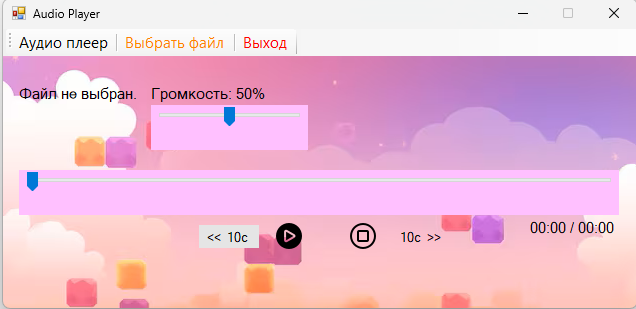 Audio Player
Аудио плеер Выбрать файл Выход
Файл не выбран. Громкость: 50%
<< 10с 10с >> 00:00 / 00:00